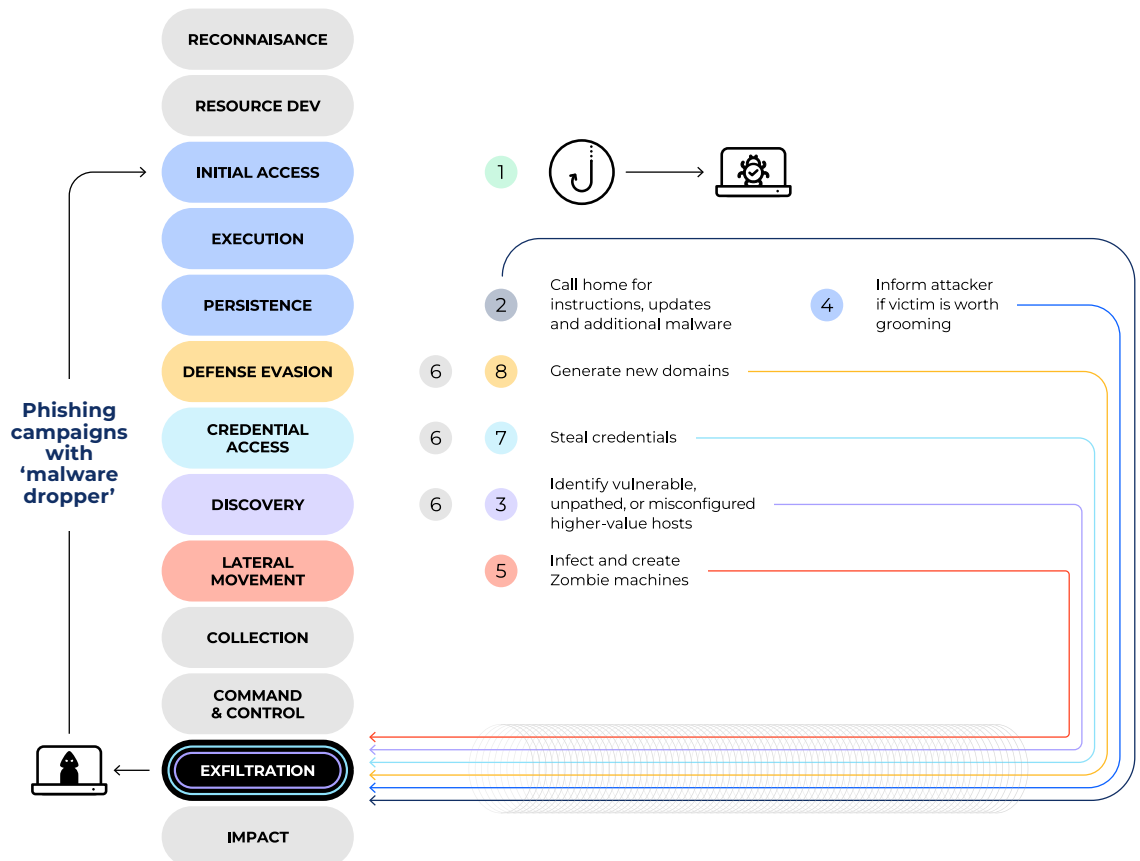 RECONNAISANCE
RESOURCE DEV
INITIAL ACCESS
1
EXECUTION
PERSISTENCE
2
Call home for
instructions, updates
and additional malware
4
Inform attacker
if victim is worth
grooming
DEFENSE EVASION
6
8
Generate new domains
Phishing
campaigns
with
‘malware
dropper’
CREDENTIAL
ACCESS
6
7
Steal credentials
DISCOVERY
6
3
Identify vulnerable,
unpathed, or misconfigured
higher-value hosts
LATERAL
MOVEMENT
5
Infect and create
Zombie machines
COLLECTION
COMMAND
& CONTROL
EXFILTRATION
IMPACT